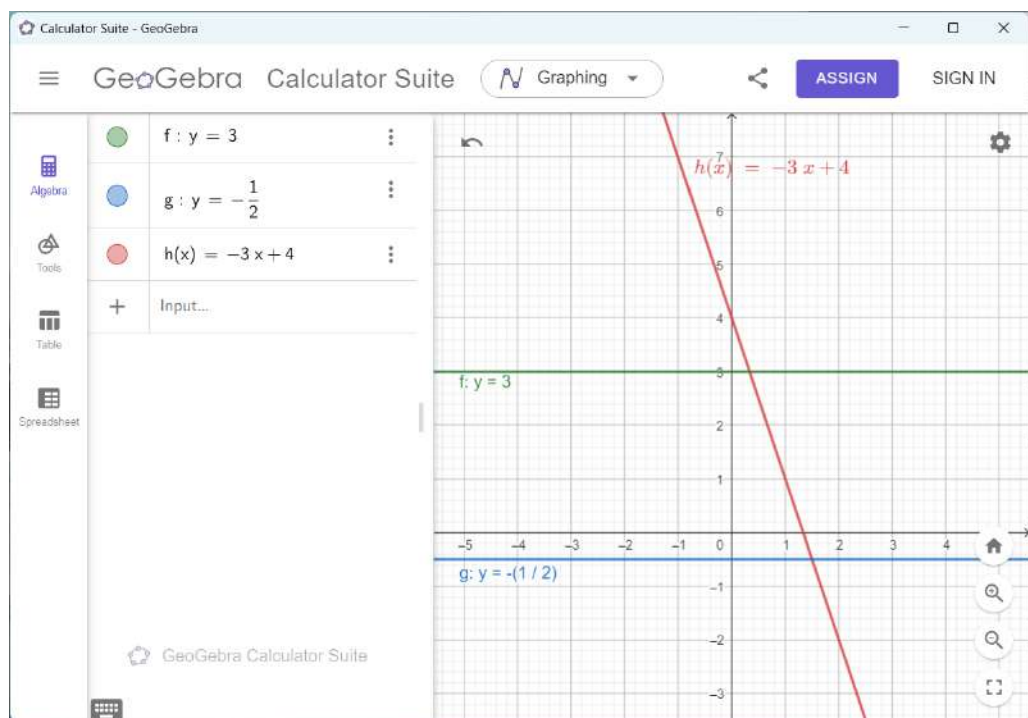 Calculator Suite - GeoGebra
GeoGebra Calculator Suite
Graphing
ASSIGN
SIGN IN
Algebra
Tools
Table
Spreadsheet
f : y = 3
g : y = -1/2
h(x) = -3 x + 4
+ Input...
GeoGebra Calculator Suite
h(x) = -3 x + 4
7
6
5
4
3
2
1
f: y = 3
-5 -4 -3 -2 -1 0 1 2 3 4
g: y = -(1 / 2)
-1
-2
-3